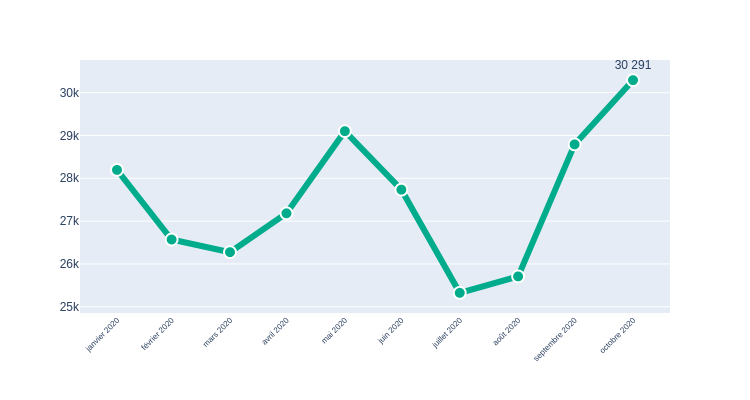 30 291
30k
29k
28k
27k
26k
25k
janvier 2020
février 2020
mars 2020
avril 2020
mai 2020
juin 2020
juillet 2020
août 2020
septembre 2020
octobre 2020